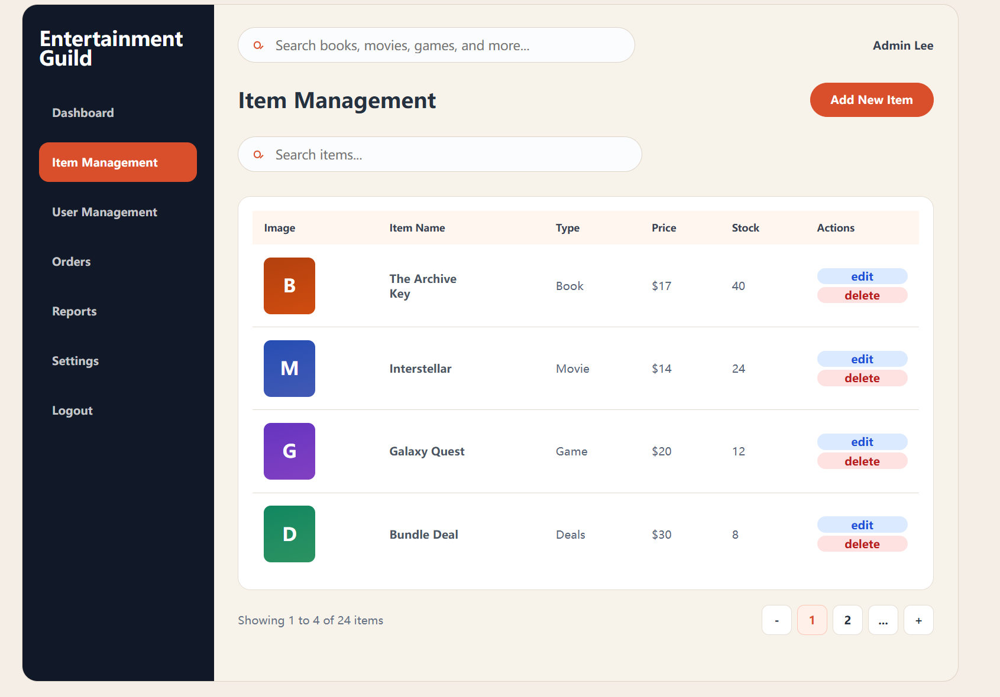 Entertainment
Guild
Dashboard
Item Management
User Management
Orders
Reports
Settings
Logout
Search books, movies, games, and more...
Admin Lee
Item Management
Add New Item
Search items...
Image Item Name Type Price Stock Actions
B The Archive
Key Book $17 40 edit
delete
M Interstellar Movie $14 24 edit
delete
G Galaxy Quest Game $20 12 edit
delete
D Bundle Deal Deals $30 8 edit
delete
Showing 1 to 4 of 24 items
- 1 2 ... +